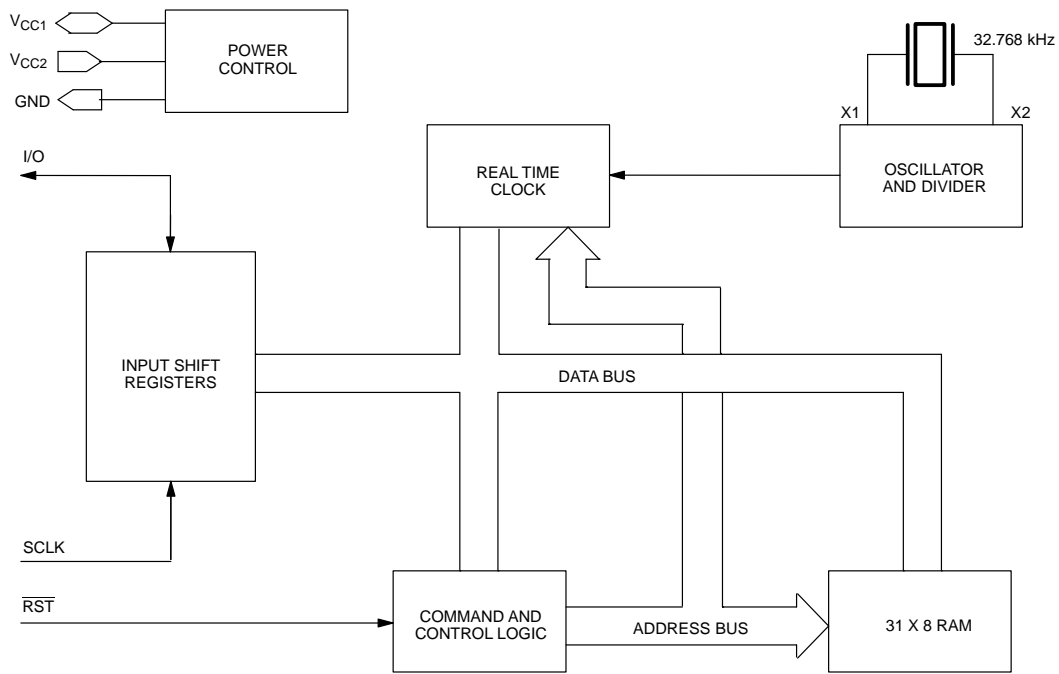 VCC1
VCC2
GND
POWER
CONTROL
32.768 kHz
X1
X2
I/O
REAL TIME
CLOCK
OSCILLATOR
AND DIVIDER
INPUT SHIFT
REGISTERS
DATA BUS
SCLK
RST
COMMAND AND
CONTROL LOGIC
ADDRESS BUS
31 X 8 RAM